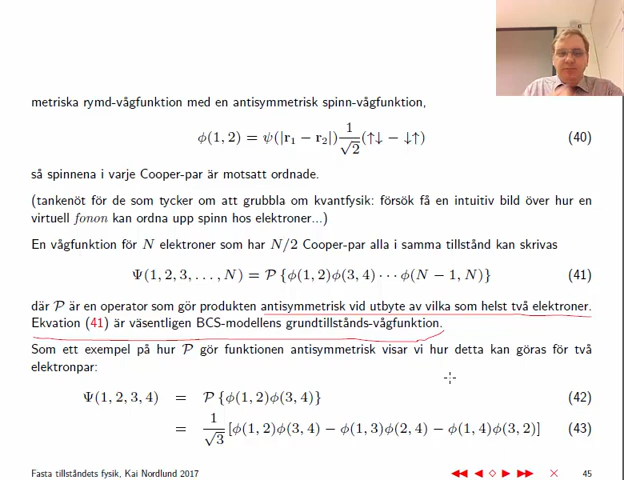 metriska rymd-vågfunktion med en antisymmetrisk spinn-vågfunktion,
ϕ(1, 2) = ψ(|r₁ − r₂|) 1/√2 (↑↓ − ↓↑) (40)
så spinnena i varje Cooper-par är motsatt ordnade.
(tankenöt för de som tycker om att grubbla om kvantfysik: försök få en intuitiv bild över hur en
virtuell fonon kan ordna upp spinn hos elektroner...)
En vågfunktion för N elektroner som har N/2 Cooper-par alla i samma tillstånd kan skrivas
Ψ(1, 2, 3, . . . , N) = P {ϕ(1, 2)ϕ(3, 4) · · · ϕ(N − 1, N)} (41)
där P är en operator som gör produkten antisymmetrisk vid utbyte av vilka som helst två elektroner.
Ekvation (41) är väsentligen BCS-modellens grundtillstånds-vågfunktion.
Som ett exempel på hur P gör funktionen antisymmetrisk visar vi hur detta kan göras för två
elektronpar:
Ψ(1, 2, 3, 4) = P {ϕ(1, 2)ϕ(3, 4)} (42)
= 1/√3 [ϕ(1, 2)ϕ(3, 4) − ϕ(1, 3)ϕ(2, 4) − ϕ(1, 4)ϕ(3, 2)] (43)
Fasta tillståndets fysik, Kai Nordlund 2017 45